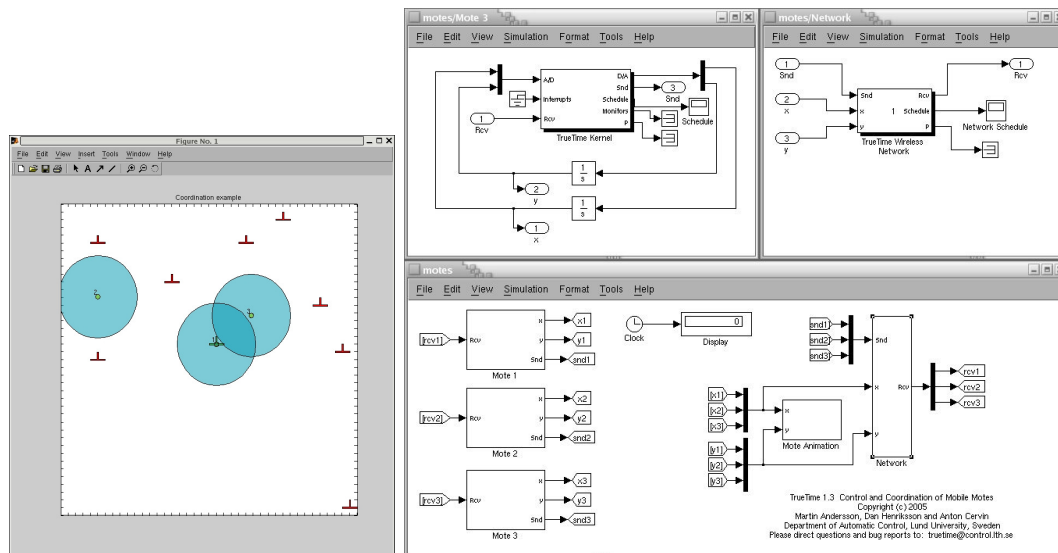 Figure No. 1
File Edit View Insert Tools Window Help
Coordination example
2
3
motes/Mote 3
File Edit View Simulation Format Tools Help
A/D
Interrupts
Rcv
D/A
Snd
Schedule
Monitors
P
TrueTime Kernel
1
Rcv
3
Snd
Schedule
1
s
2
y
1
s
1
x
motes/Network
File Edit View Simulation Format Tools Help
1
Snd
2
x
3
y
Snd
x
y
1
Rcv
Schedule
P
TrueTime Wireless
Network
1
Rcv
Network Schedule
motes
File Edit View Simulation Format Tools Help
[rcv1]
Rcv
x
y
Snd
x1
y1
snd1
Mote 1
[rcv2]
Rcv
x
y
Snd
x2
y2
snd2
Mote 2
[rcv3]
Rcv
x
y
Snd
x3
y3
snd3
Mote 3
Clock
0
Display
snd1
snd2
snd3
[x1]
[x2]
[x3]
[y1]
[y2]
[y3]
x
y
Mote Animation
Snd
x
y
Rcv
Network
rcv1
rcv2
rcv3
TrueTime 1.3 Control and Coordination of Mobile Motes
Copyright (c) 2005
Martin Andersson, Dan Henriksson and Anton Cervin
Department of Automatic Control, Lund University, Sweden
Please direct questions and bug reports to: truetime@control.lth.se